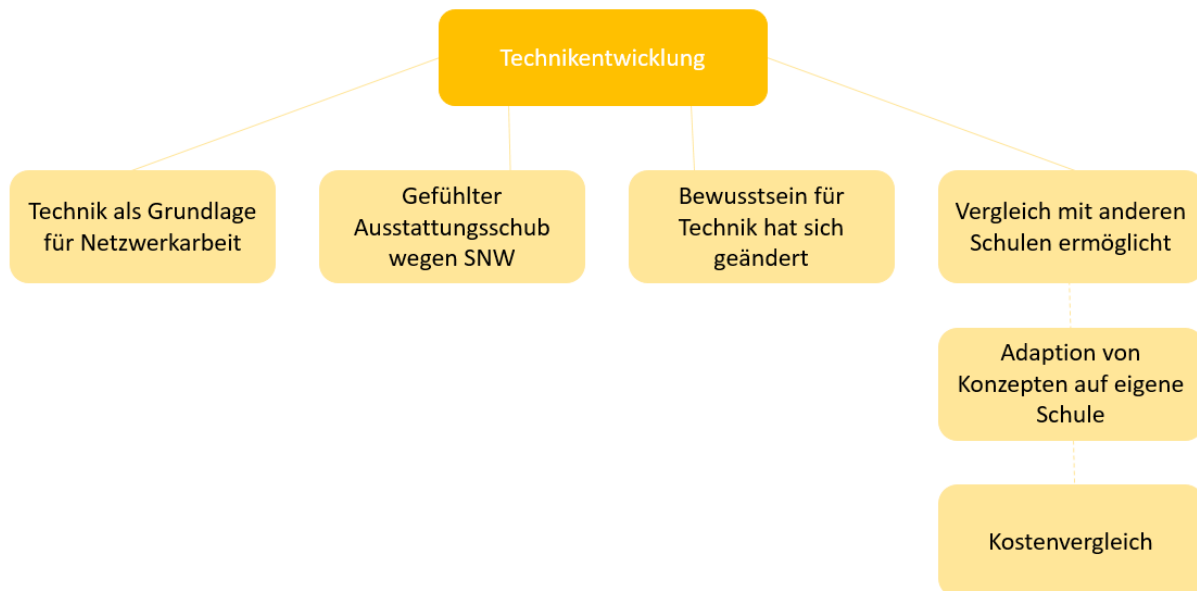 Technikentwicklung
Technik als Grundlage
für Netzwerkarbeit
Gefühlter
Ausstattungsschub
wegen SNW
Bewusstsein für
Technik hat sich
geändert
Vergleich mit anderen
Schulen ermöglicht
Adaption von
Konzepten auf eigene
Schule
Kostenvergleich